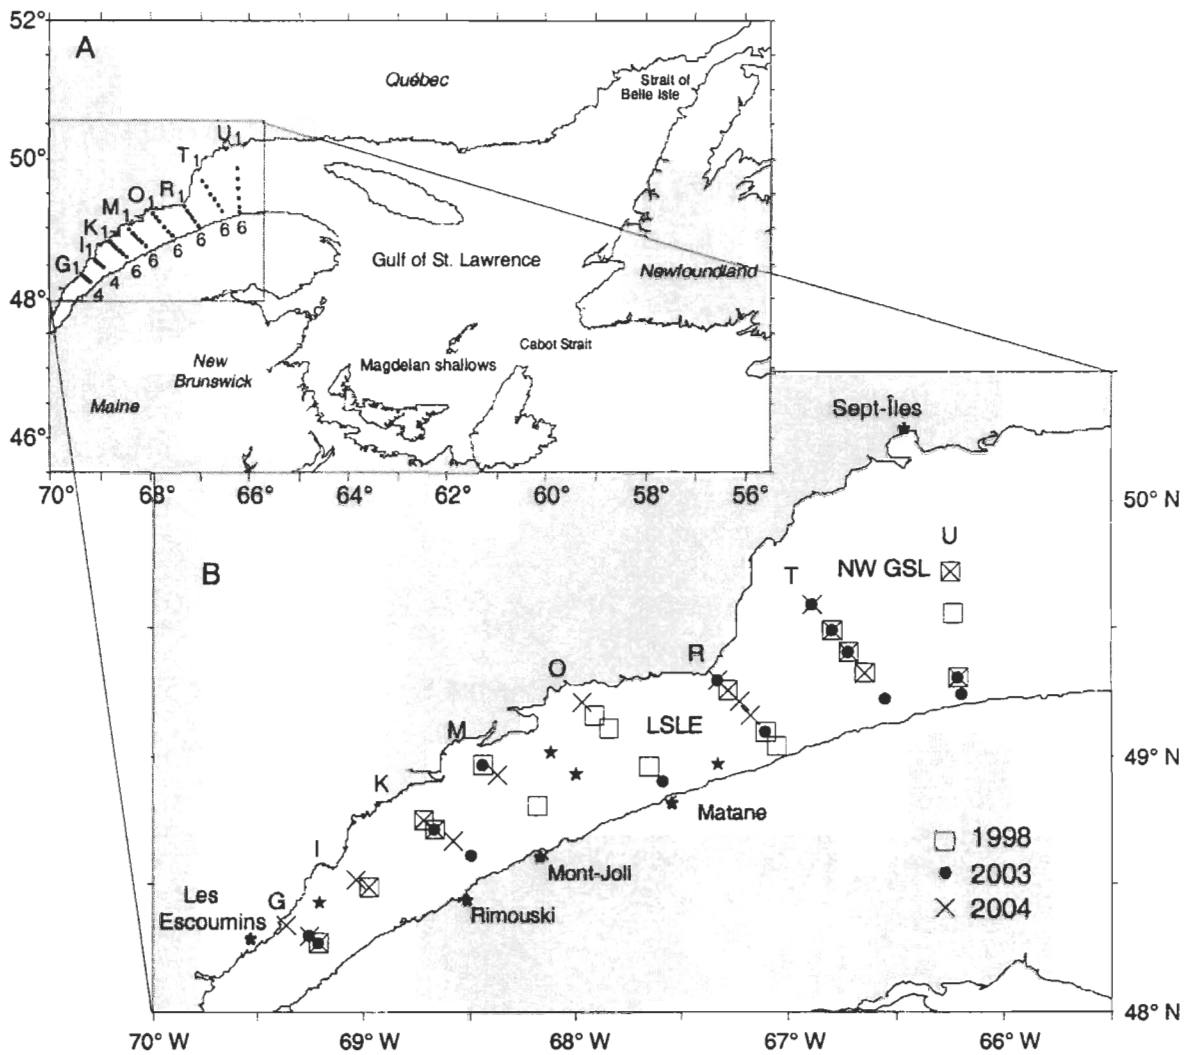 52°
A
Québec
Strait of
Belle Isle
50°
U1
T1
R1
O1
M1
K1
I1
G1
6 6
6
6
6
6
4
4
Gulf of St. Lawrence
Newfoundland
48°
Cabot Strait
New
Brunswick
Magdelan shallows
Maine
46°
70° 68° 66° 64° 62° 60° 58° 56°
Sept-Îles
50° N
U
B
NW GSL
T
R
O
LSLE
M
49° N
K
Matane
1998
I
Mont-Joli
2003
Les
Escoumins
G
Rimouski
2004
48° N
70° W 69° W 68° W 67° W 66° W